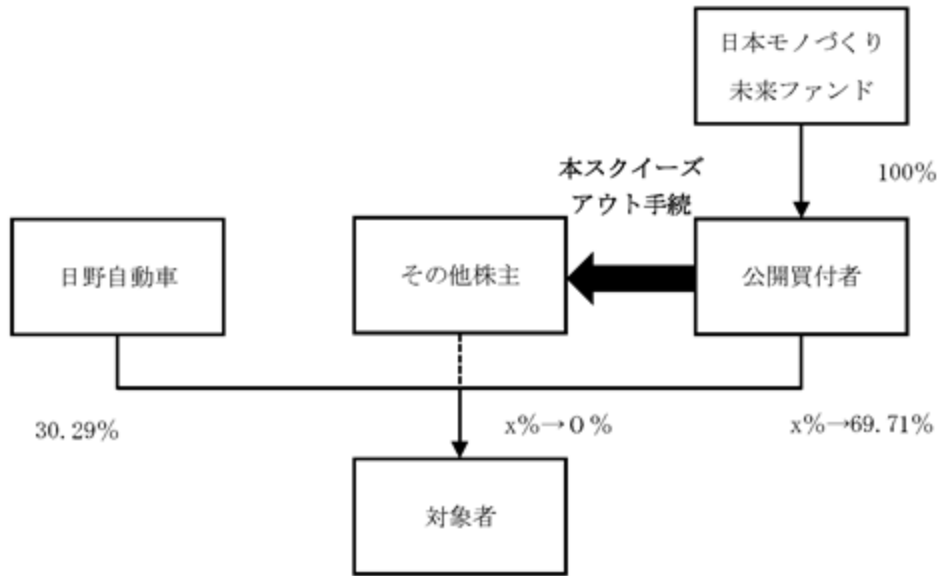 日本モノづくり
未来ファンド
100%
本スクイーズ
アウト手続
日野自動車
その他株主
公開買付者
30.29%
x%→0%
x%→69.71%
対象者